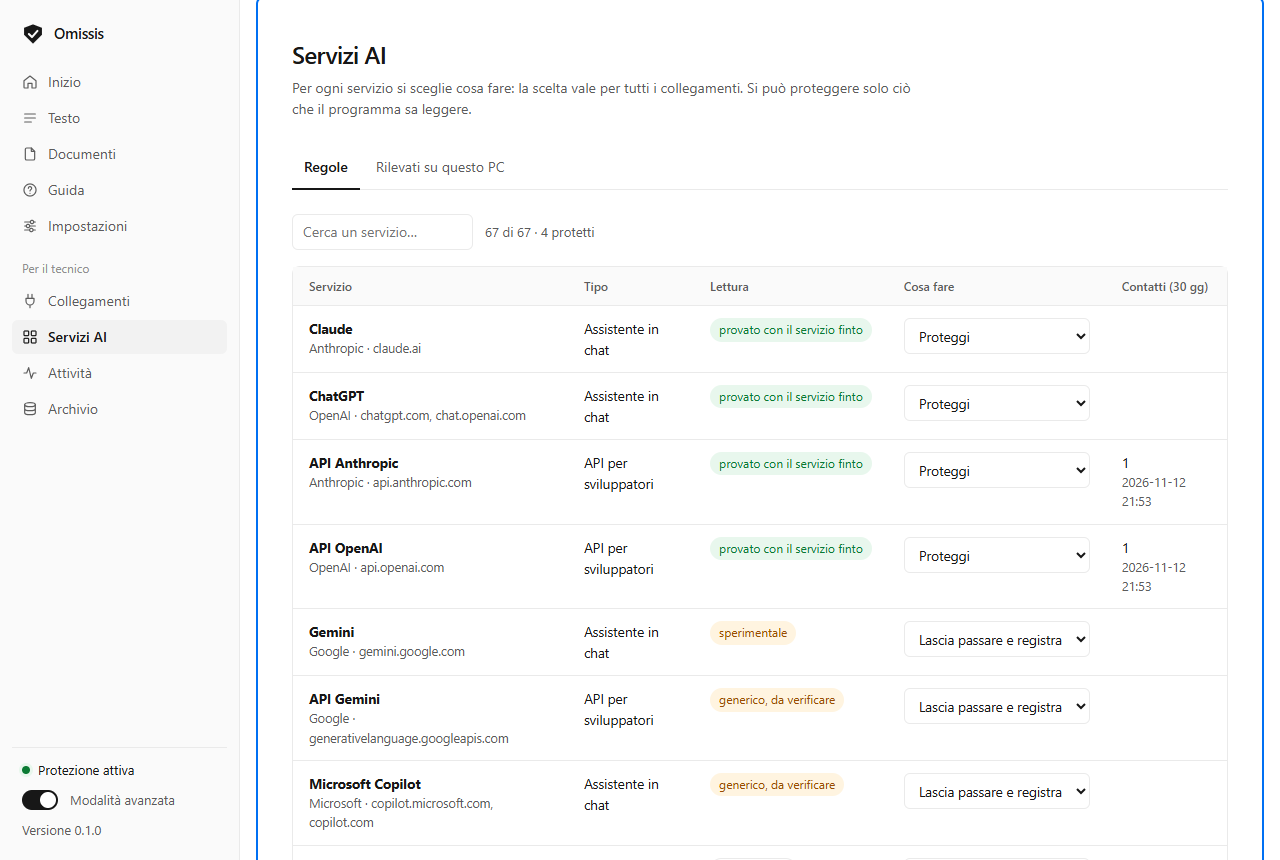 Omissis
Inizio
Testo
Documenti
Guida
Impostazioni
Per il tecnico
Collegamenti
Servizi AI
Attività
Archivio
Protezione attiva
Modalità avanzata
Versione 0.1.0
Servizi AI
Per ogni servizio si sceglie cosa fare: la scelta vale per tutti i collegamenti. Si può proteggere solo ciò
che il programma sa leggere.
Regole Rilevati su questo PC
Cerca un servizio... 67 di 67 · 4 protetti
Servizio Tipo Lettura Cosa fare Contatti (30 gg)
Claude
Anthropic · claude.ai
Assistente in
chat
provato con il servizio finto
Proteggi
ChatGPT
OpenAI · chatgpt.com, chat.openai.com
Assistente in
chat
provato con il servizio finto
Proteggi
API Anthropic
Anthropic · api.anthropic.com
API per
sviluppatori
provato con il servizio finto
Proteggi
1
2026-11-12
21:53
API OpenAI
OpenAI · api.openai.com
API per
sviluppatori
provato con il servizio finto
Proteggi
1
2026-11-12
21:53
Gemini
Google · gemini.google.com
Assistente in
chat
sperimentale
Lascia passare e registra
API Gemini
Google ·
generativelanguage.googleapis.com
API per
sviluppatori
generico, da verificare
Lascia passare e registra
Microsoft Copilot
Microsoft · copilot.microsoft.com,
copilot.com
Assistente in
chat
generico, da verificare
Lascia passare e registra